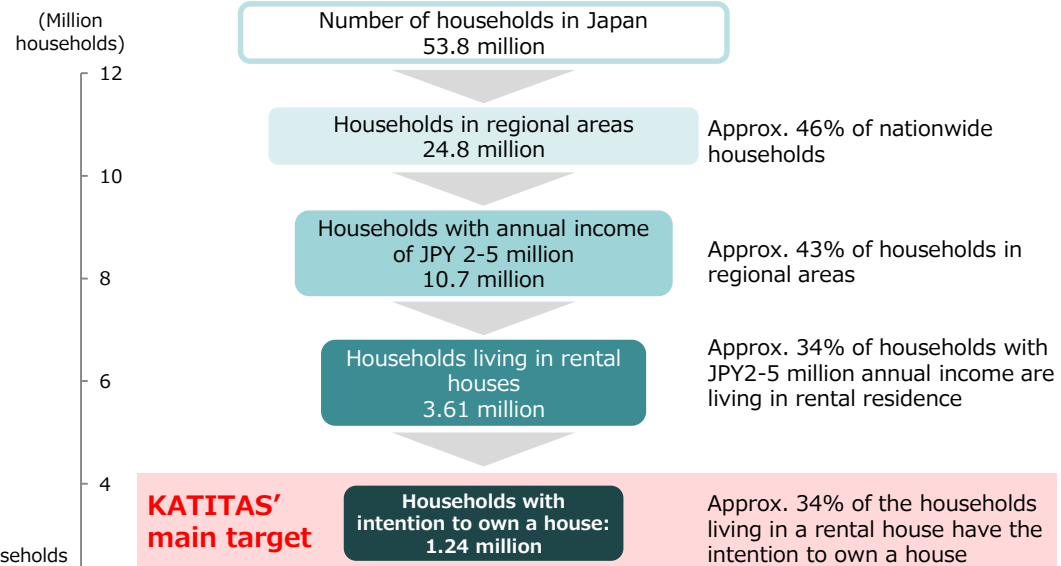 (Million
households)
Number of households in Japan
53.8 million
12
Households in regional areas
24.8 million
Approx. 46% of nationwide
households
10
Households with annual income
of JPY 2-5 million
10.7 million
Approx. 43% of households in
regional areas
8
Households living in rental
houses
3.61 million
Approx. 34% of households with
JPY2-5 million annual income are
living in rental residence
6
4
KATITAS’
main target
Households with
intention to own a house:
1.24 million
Approx. 34% of the households
living in a rental house have the
intention to own a house
seholds